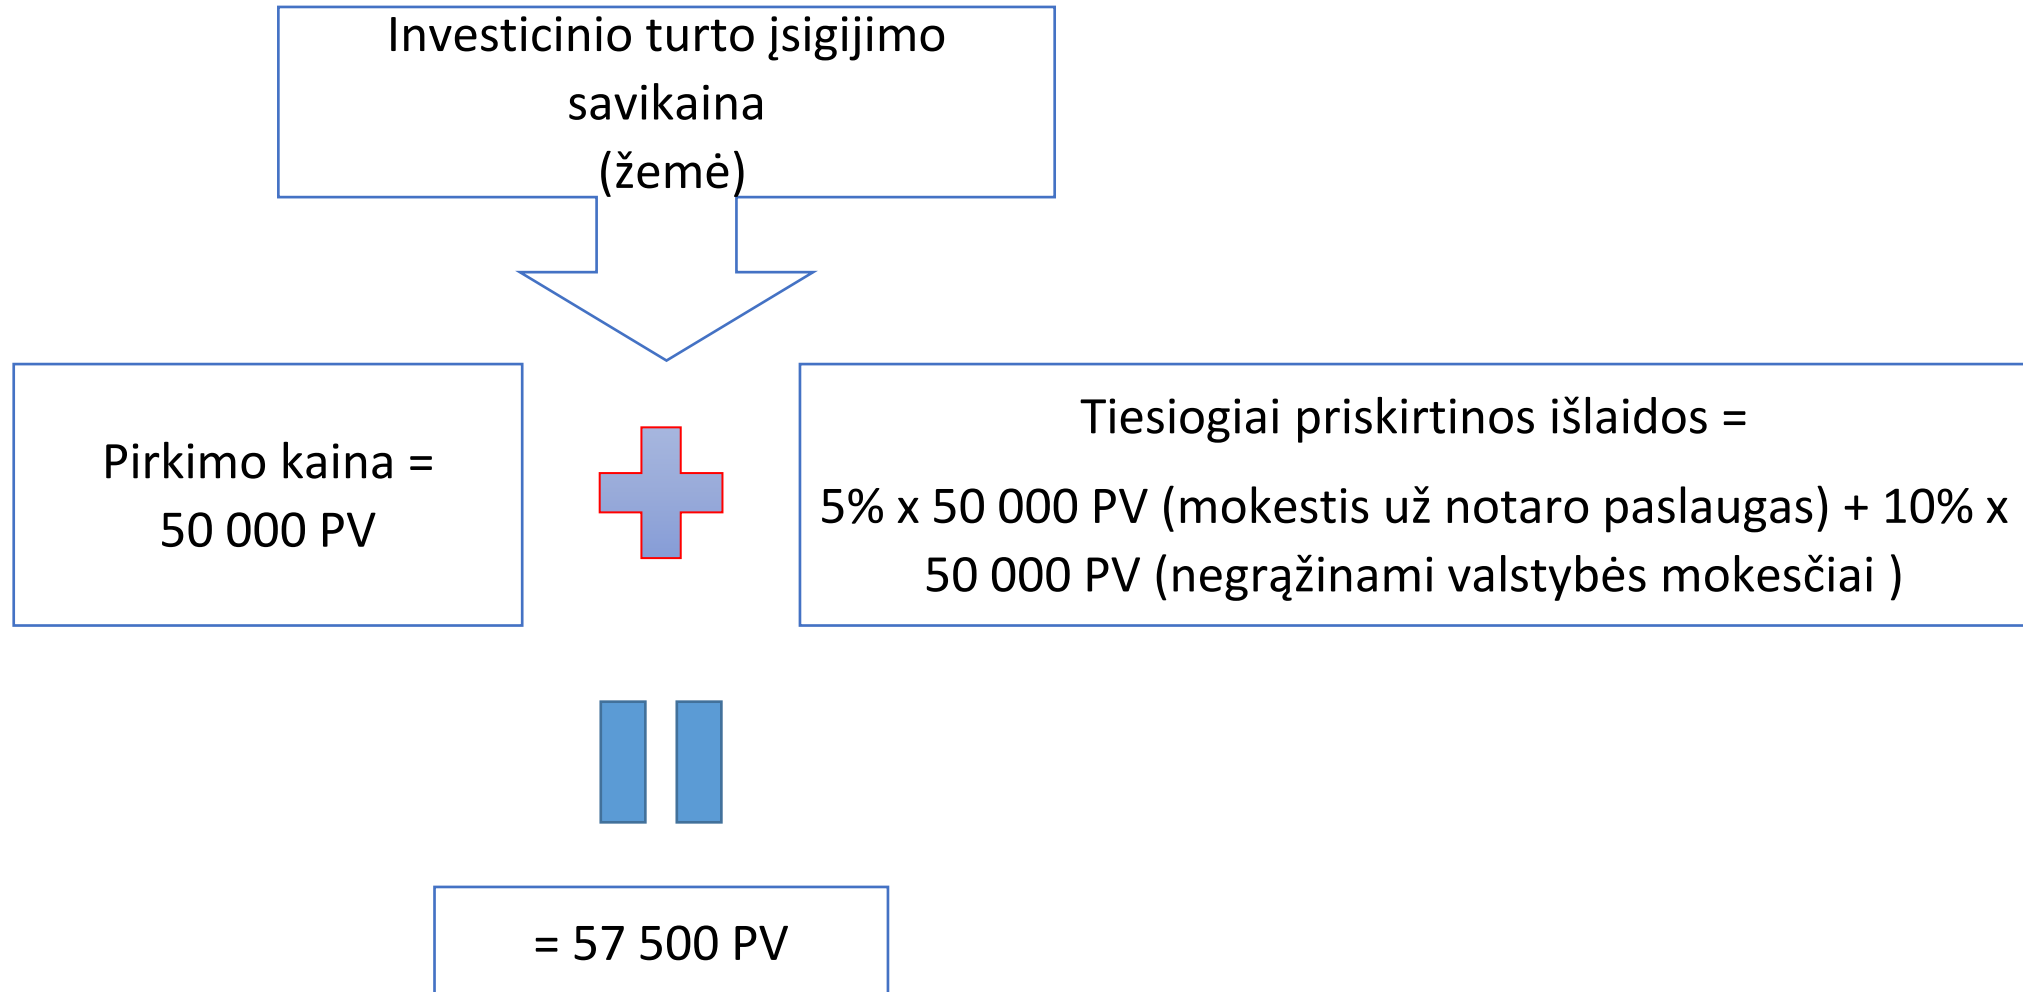 Investicinio turto įsigijimo
savikaina
(žemė)
Pirkimo kaina =
50 000 PV
Tiesiogiai priskirtinos išlaidos =
5% x 50 000 PV (mokestis už notaro paslaugas) + 10% x
50 000 PV (negrąžinami valstybės mokesčiai )
= 57 500 PV